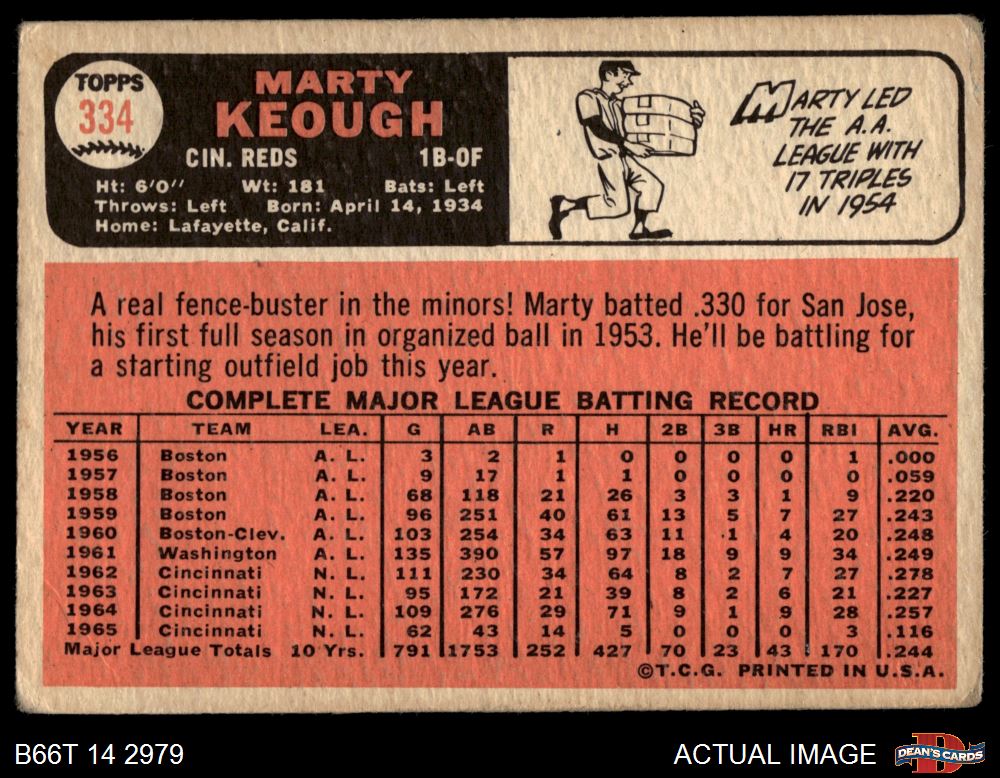 TOPPS
334
MARTY
KEOUGH
CIN. REDS 1B-OF
Ht: 6'0" Wt: 181 Bats: Left
Throws: Left Born: April 14, 1934
Home: Lafayette, Calif.
MARTY LED
THE A.A.
LEAGUE WITH
17 TRIPLES
IN 1954
A real fence-buster in the minors! Marty batted .330 for San Jose,
his first full season in organized ball in 1953. He'll be battling for
a starting outfield job this year.
COMPLETE MAJOR LEAGUE BATTING RECORD
YEAR TEAM LEA. G AB R H 2B 3B HR RBI AVG.
1956 Boston A. L. 3 2 1 0 0 0 0 1 .000
1957 Boston A. L. 9 17 1 1 0 0 0 0 .059
1958 Boston A. L. 68 118 21 26 3 3 1 9 .220
1959 Boston A. L. 96 251 40 61 13 5 7 27 .243
1960 Boston-Clev. A. L. 103 254 34 63 11 1 4 20 .248
1961 Washington A. L. 135 390 57 97 18 9 9 34 .249
1962 Cincinnati N. L. 111 230 34 64 8 2 7 27 .278
1963 Cincinnati N. L. 95 172 21 39 8 2 6 21 .227
1964 Cincinnati N. L. 109 276 29 71 9 1 9 28 .257
1965 Cincinnati N. L. 62 43 14 5 0 0 0 3 .116
Major League Totals 10 Yrs. 791 1753 252 427 70 23 43 170 .244
©T.C.G. PRINTED IN U.S.A.
B66T 14 2979 ACTUAL IMAGE DEAN'S CARDS